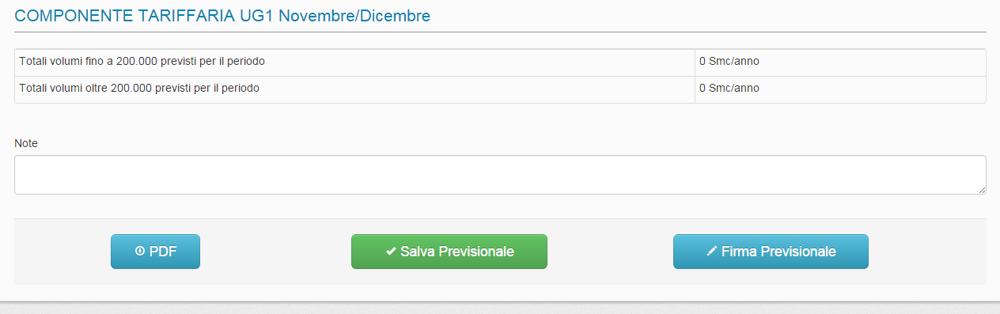 COMPONENTE TARIFFARIA UG1 Novembre/Dicembre
Totali volumi fino a 200.000 previsti per il periodo 0 Smc/anno
Totali volumi oltre 200.000 previsti per il periodo 0 Smc/anno
Note
PDF Salva Previsionale Firma Previsionale